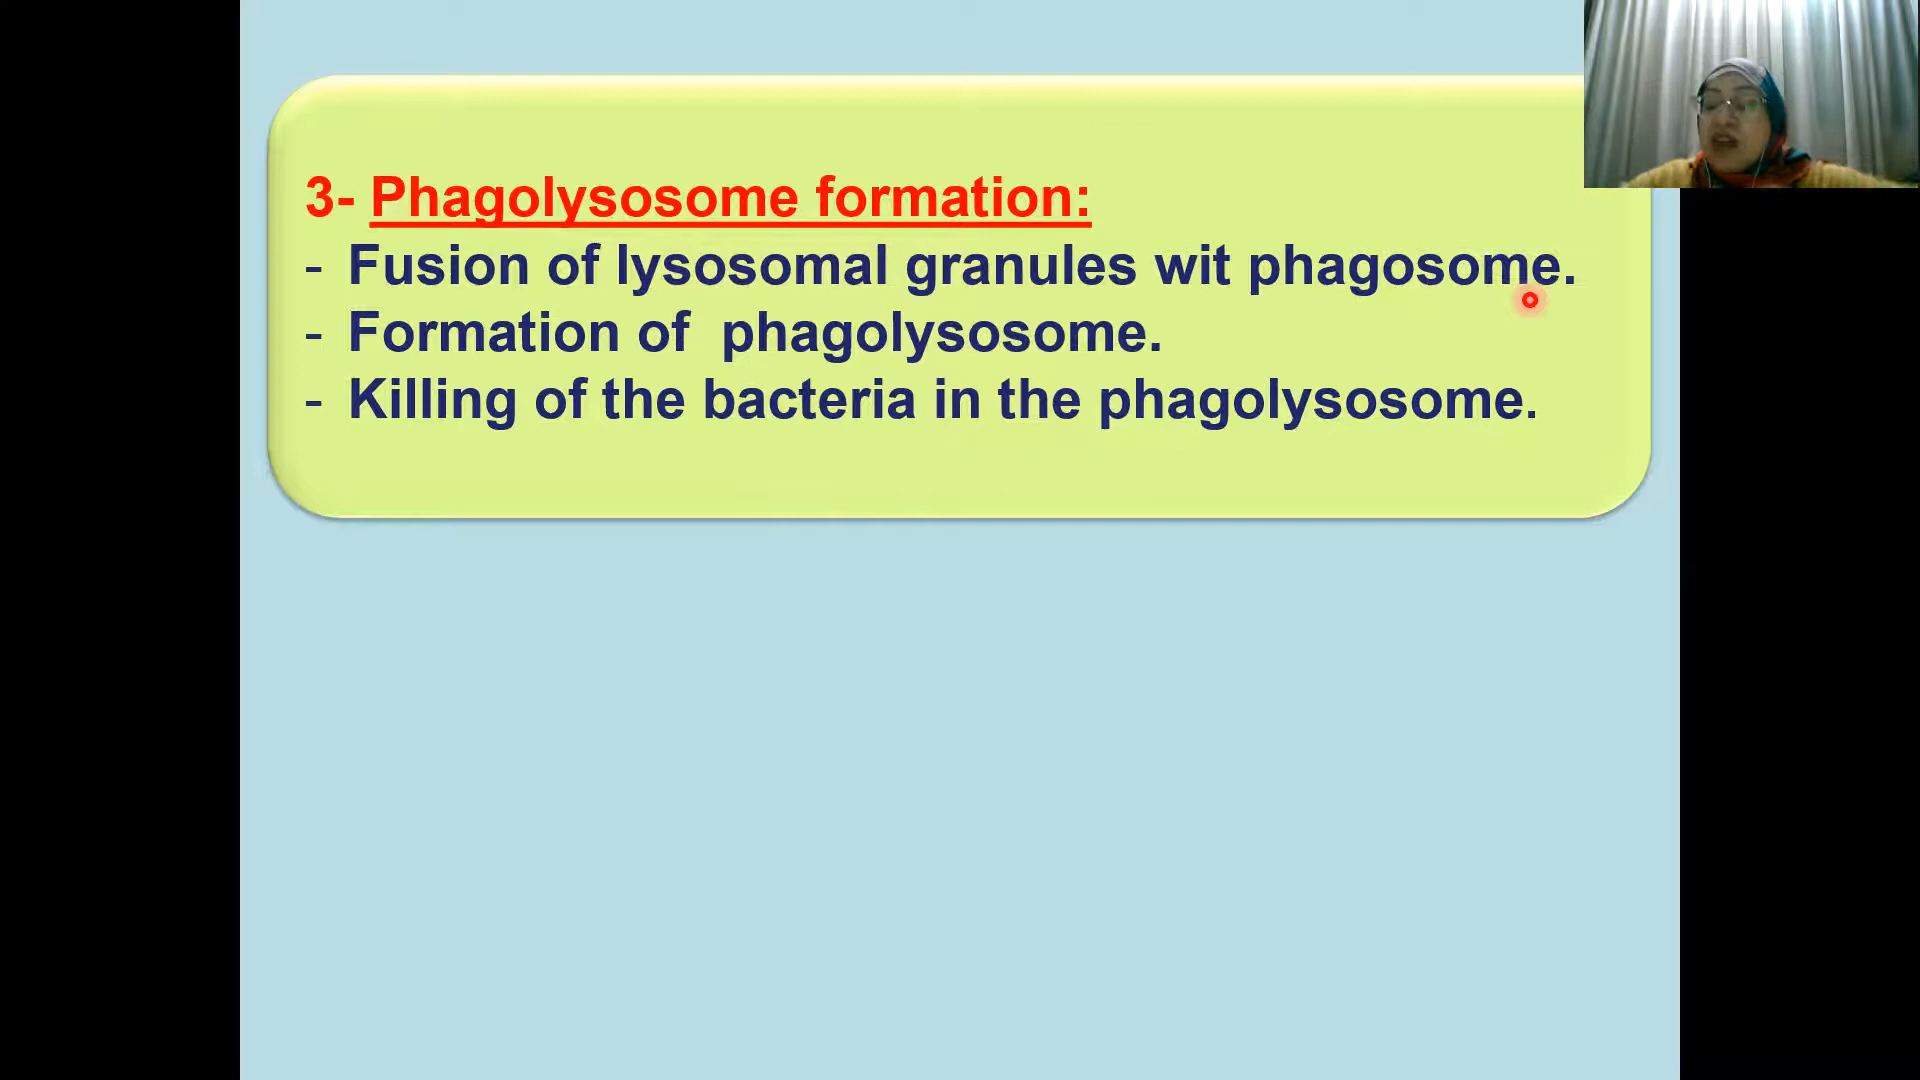 3- Phagolysosome formation:
- Fusion of lysosomal granules wit phagosome.
- Formation of  phagolysosome.
- Killing of the bacteria in the phagolysosome.